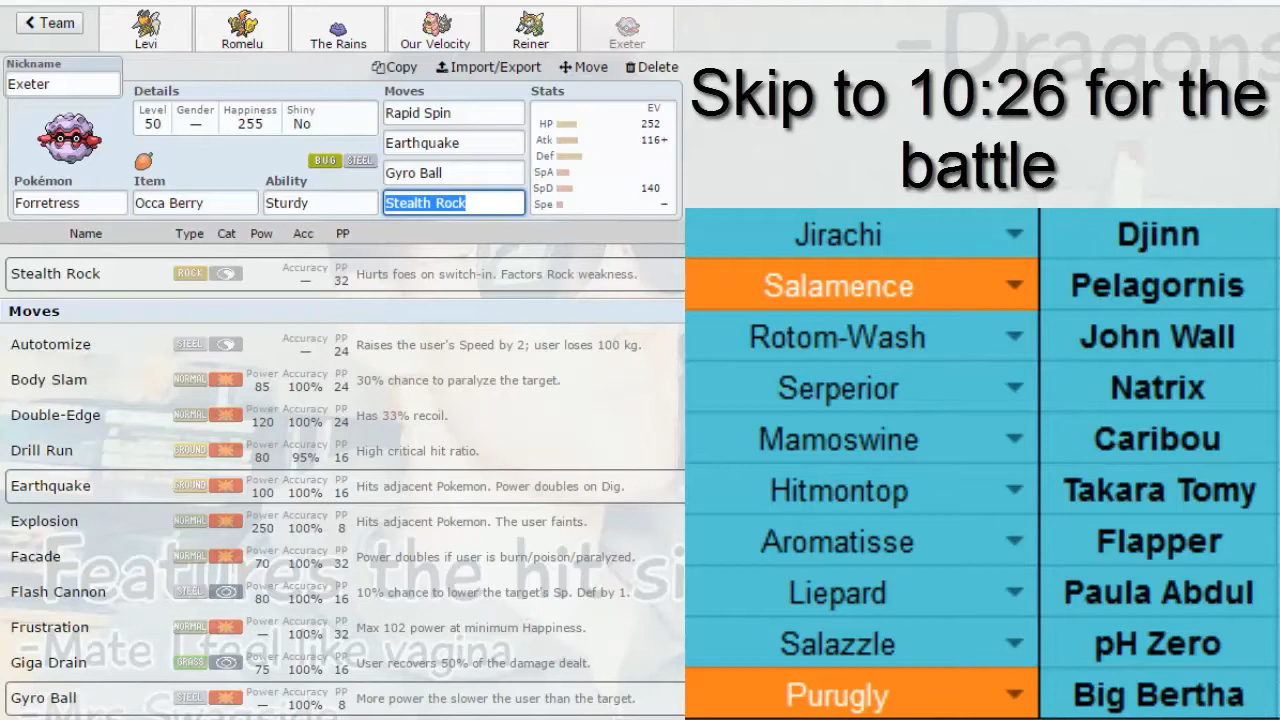 Team
Levi
Romelu
The Rains
Our Velocity
Reiner
Exeter
-Dragons
Nickname
Exeter
Copy Import/Export Move Delete
Details
Level Gender Happiness Shiny
50 — 255 No
BUG STEEL
Pokémon Item Ability
Forretress Occa Berry Sturdy
Moves
Rapid Spin
Earthquake
Gyro Ball
Stealth Rock
Stats
EV
HP 252
Atk 116+
Def
SpA
SpD 140
Spe –
Skip to 10:26 for the
battle
Name Type Cat Pow Acc PP
Stealth Rock ROCK Accuracy — PP 32 Hurts foes on switch-in. Factors Rock weakness.
Moves
Autotomize STEEL Accuracy — PP 24 Raises the user's Speed by 2; user loses 100 kg.
Body Slam NORMAL Power 85 Accuracy 100% PP 24 30% chance to paralyze the target.
Double-Edge NORMAL Power 120 Accuracy 100% PP 24 Has 33% recoil.
Drill Run GROUND Power 80 Accuracy 95% PP 16 High critical hit ratio.
Earthquake GROUND Power 100 Accuracy 100% PP 16 Hits adjacent Pokemon. Power doubles on Dig.
Explosion NORMAL Power 250 Accuracy 100% PP 8 Hits adjacent Pokemon. The user faints.
Facade NORMAL Power 70 Accuracy 100% PP 32 Power doubles if user is burn/poison/paralyzed.
Flash Cannon STEEL Power 80 Accuracy 100% PP 16 10% chance to lower the target's Sp. Def by 1.
Frustration NORMAL Power — Accuracy 100% PP 32 Max 102 power at minimum Happiness.
Giga Drain GRASS Power 75 Accuracy 100% PP 16 User recovers 50% of the damage dealt.
Gyro Ball STEEL Power — Accuracy 100% PP 8 More power the slower the user than the target.
-Features the hit si
-Mate I feel like vagina
-Mrs Swagside
Jirachi Djinn
Salamence Pelagornis
Rotom-Wash John Wall
Serperior Natrix
Mamoswine Caribou
Hitmontop Takara Tomy
Aromatisse Flapper
Liepard Paula Abdul
Salazzle pH Zero
Purugly Big Bertha